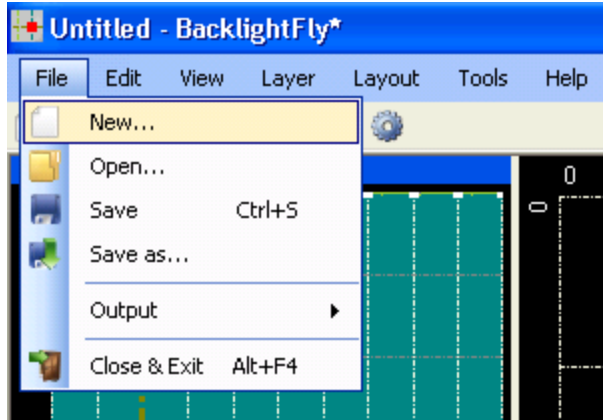 Untitled - BacklightFly*
File Edit View Layer Layout Tools Help
New...
Open...
0
Save Ctrl+S
0
Save as...
Output
Close & Exit Alt+F4